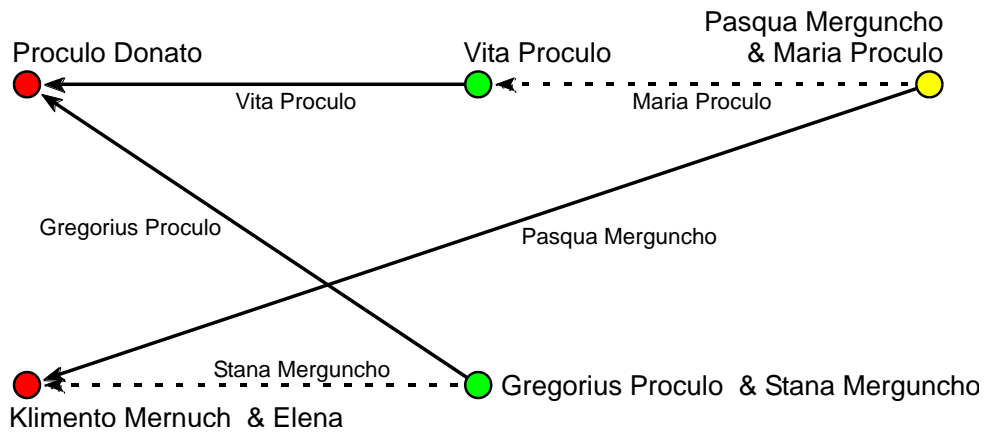 Pasqua Merguncho
& Maria Proculo
Proculo Donato
Vita Proculo
Vita Proculo
Maria Proculo
Gregorius Proculo
Pasqua Merguncho
Stana Merguncho
Gregorius Proculo & Stana Merguncho
Klimento Mernuch & Elena